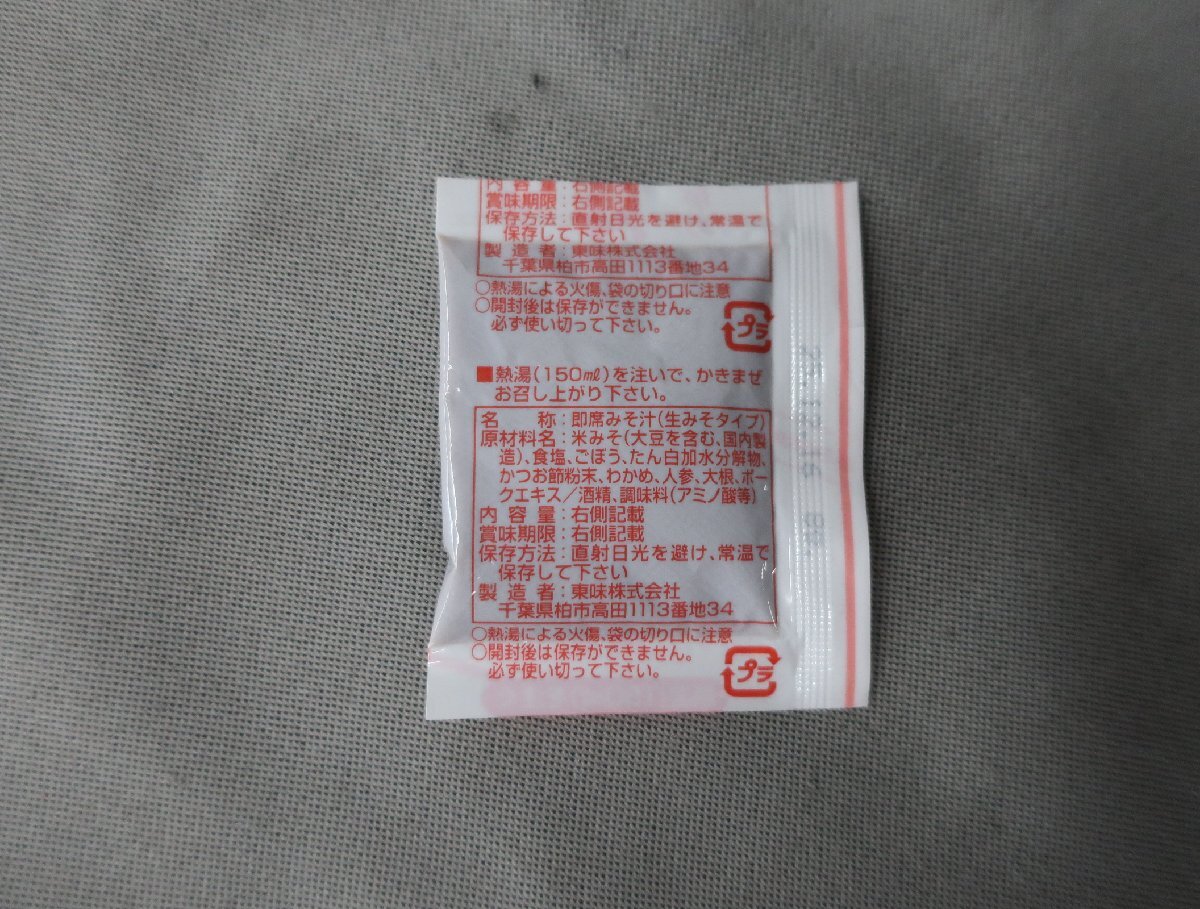 内 容 量：右側記載
賞味期限：右側記載
保存方法：直射日光を避け、常温で
保存して下さい
製 造 者：東味株式会社
千葉県柏市高田1113番地34
○熱湯による火傷、袋の切り口に注意
○開封後は保存ができません。
必ず使い切って下さい。
プラ
■熱湯(150㎖)を注いで、かきまぜ
お召し上がり下さい。
名 称：即席みそ汁(生みそタイプ)
原材料名：米みそ(大豆を含む、国内製
造)、食塩、ごぼう、たん白加水分解物、
かつお節粉末、わかめ、人参、大根、ポー
クエキス／酒精、調味料(アミノ酸等)
内 容 量：右側記載
賞味期限：右側記載
保存方法：直射日光を避け、常温で
保存して下さい
製 造 者：東味株式会社
千葉県柏市高田1113番地34
○熱湯による火傷、袋の切り口に注意
○開封後は保存ができません。
必ず使い切って下さい。
プラ